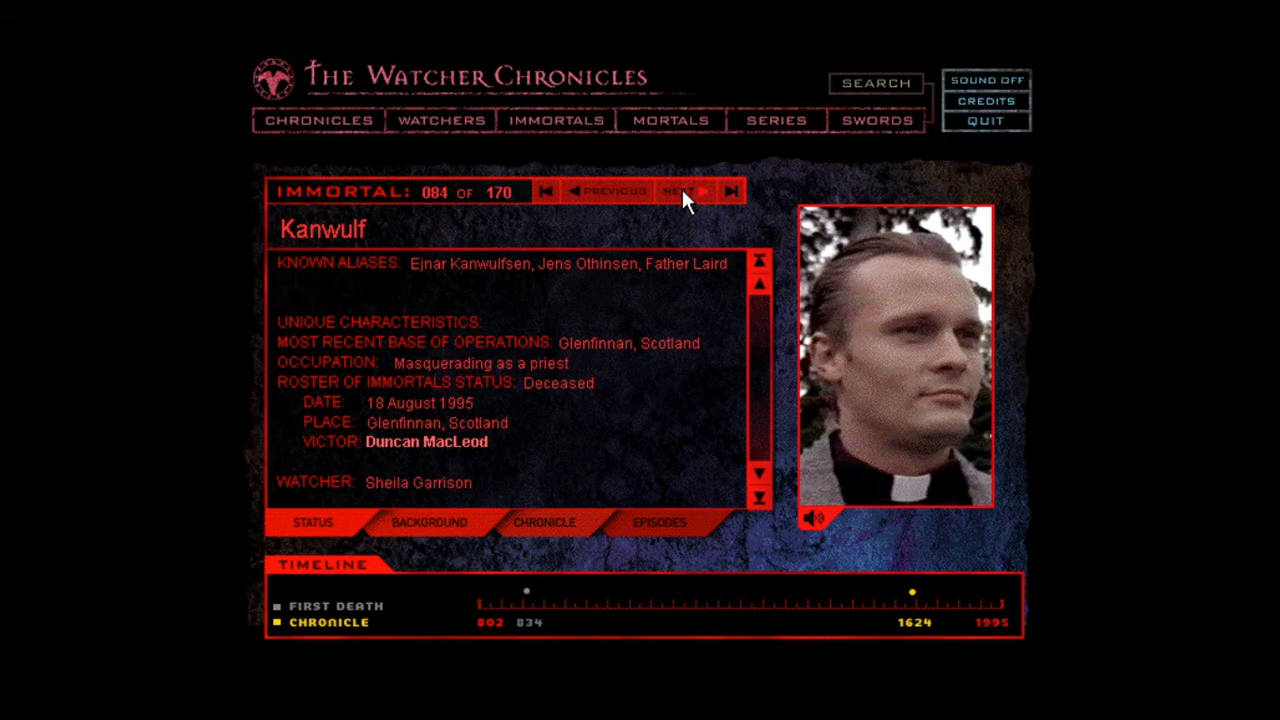 THE WATCHER CHRONICLES
SEARCH
SOUND OFF
CREDITS
QUIT
CHRONICLES WATCHERS IMMORTALS MORTALS SERIES SWORDS
IMMORTAL: 084 OF 170 PREVIOUS NEXT
Kanwulf
KNOWN ALIASES: Ejnar Kanwulfsen, Jens Othinsen, Father Laird
UNIQUE CHARACTERISTICS:
MOST RECENT BASE OF OPERATIONS: Glenfinnan, Scotland
OCCUPATION: Masquerading as a priest
ROSTER OF IMMORTALS STATUS: Deceased
DATE: 18 August 1995
PLACE: Glenfinnan, Scotland
VICTOR: Duncan MacLeod
WATCHER: Sheila Garrison
STATUS BACKGROUND CHRONICLE EPISODES
TIMELINE
FIRST DEATH
CHRONICLE 802 834 1624 1995